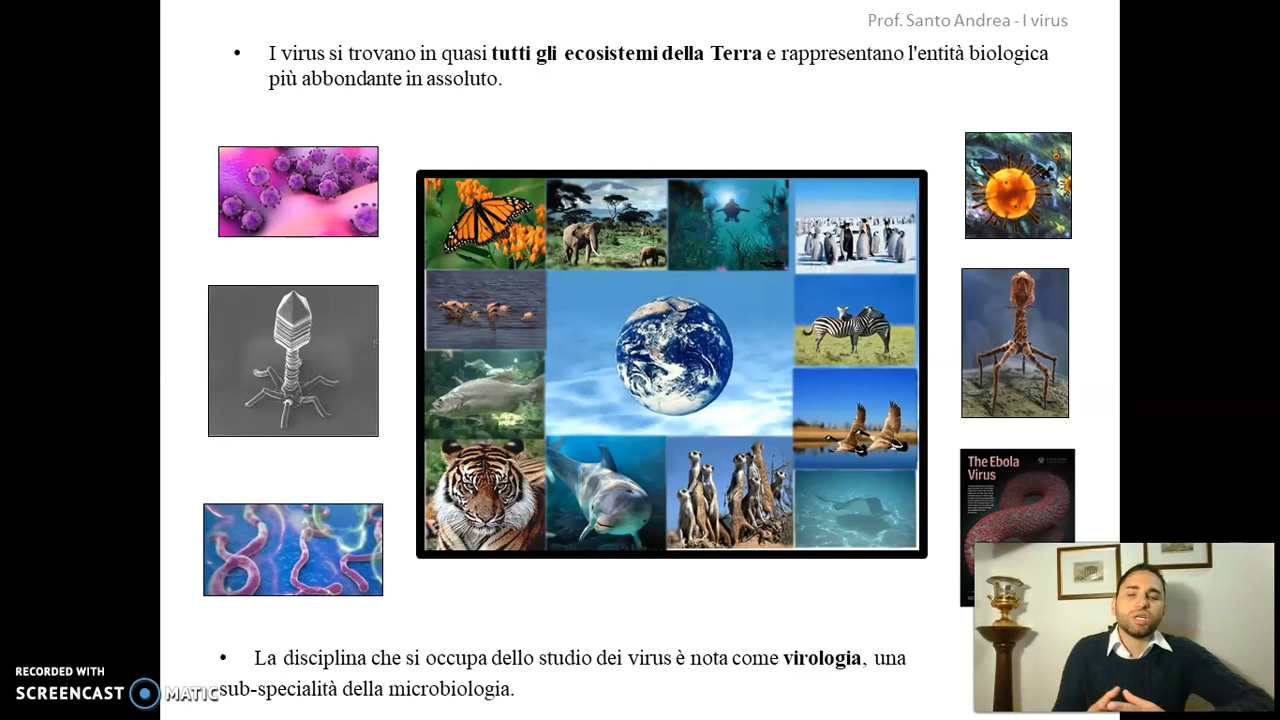 Prof. Santo Andrea - I virus
• I virus si trovano in quasi tutti gli ecosistemi della Terra e rappresentano l'entità biologica
più abbondante in assoluto.
The Ebola
Virus
• La disciplina che si occupa dello studio dei virus è nota come virologia, una
sub-specialità della microbiologia.
RECORDED WITH
SCREENCAST MATIC